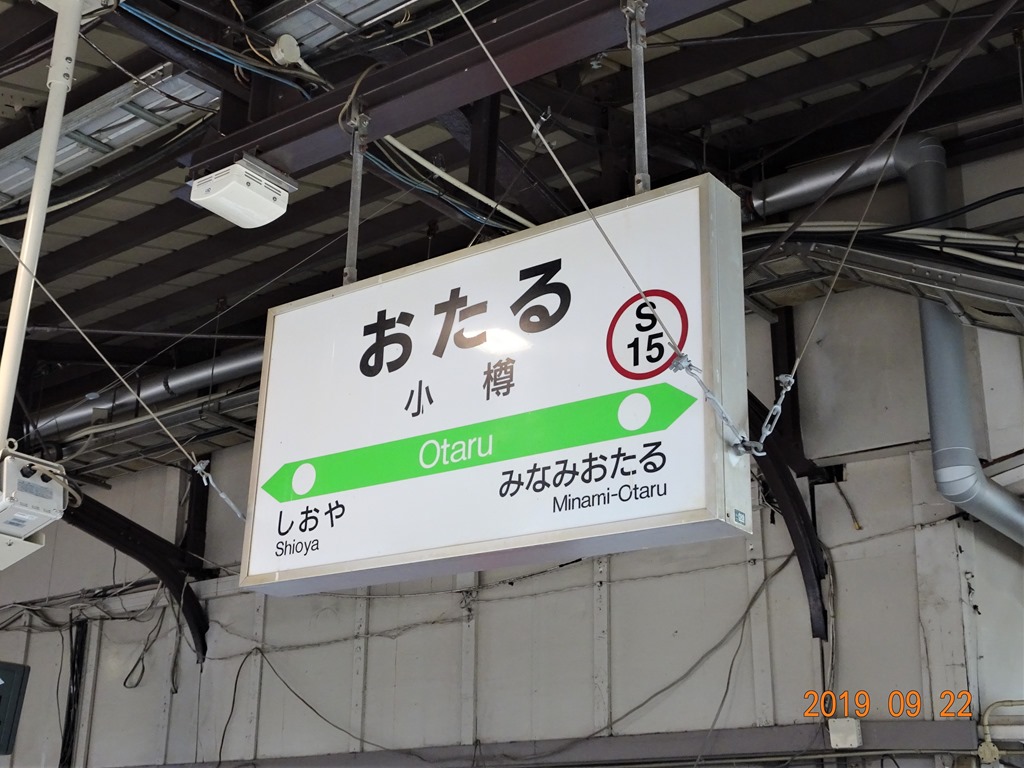 おたる
小樽
S
15
Otaru
しおや
Shioya
みなみおたる
Minami-Otaru
2019 09 22